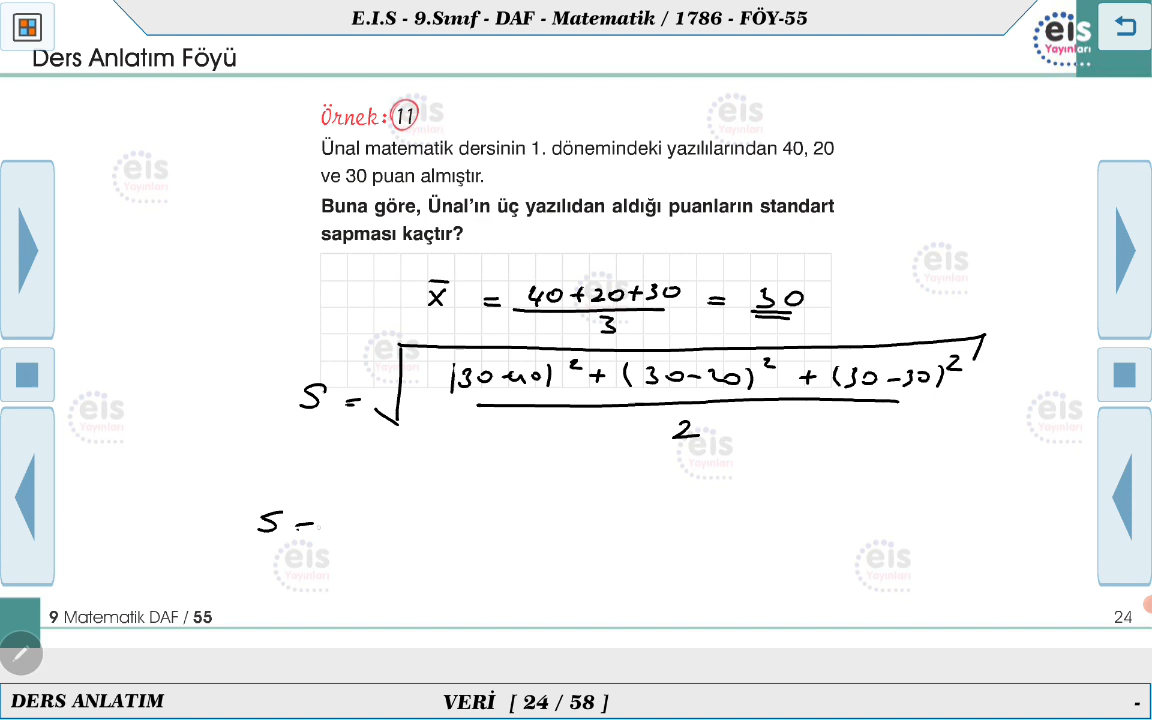 E.I.S - 9.Sınıf - DAF - Matematik / 1786 - FÖY-55
Ders Anlatım Föyü
eis
Yayınları
Örnek: 11
Ünal matematik dersinin 1. dönemindeki yazılılarından 40, 20
ve 30 puan almıştır.
Buna göre, Ünal'ın üç yazılıdan aldığı puanların standart
sapması kaçtır?
x̅ = (40+20+30)/3 = 30
S = √(((30-40)² + (30-20)² + (30-30)²)/2)
S -
9 Matematik DAF / 55
24
DERS ANLATIM
VERİ [ 24 / 58 ]
-